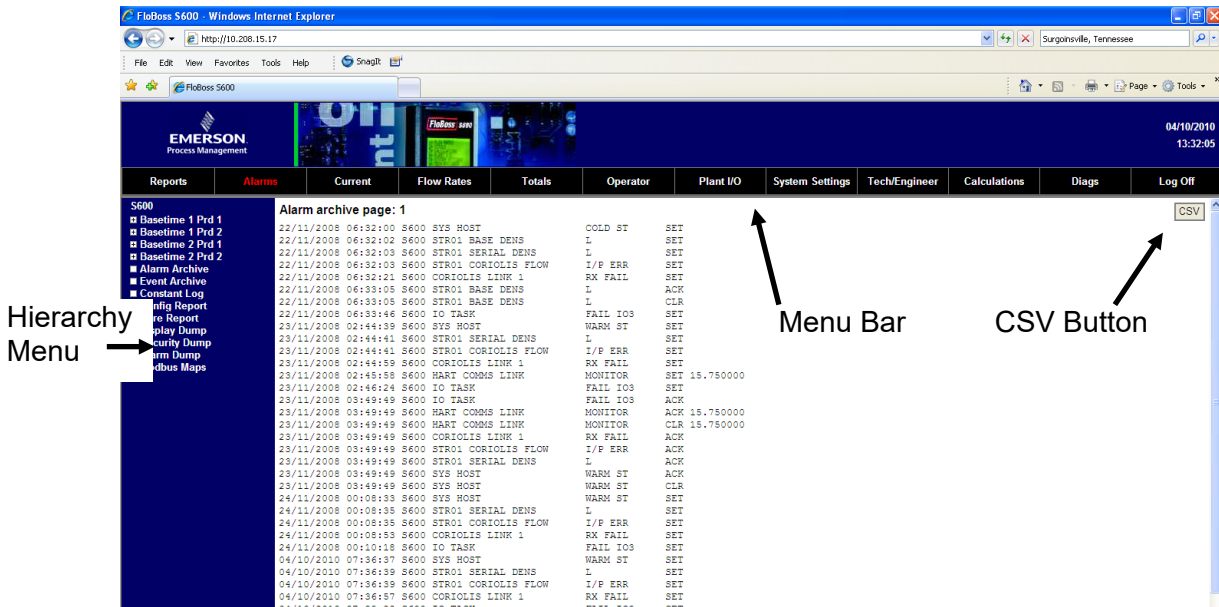 FloBoss S600 - Windows Internet Explorer
http://10.208.15.17
Surgoinsville, Tennessee
File Edit View Favorites Tools Help SnagIt
FloBoss S600
Page Tools
EMERSON
Process Management
FloBoss S600
04/10/2010
13:32:05
Reports Alarms Current Flow Rates Totals Operator Plant I/O System Settings Tech/Engineer Calculations Diags Log Off
S600
Basetime 1 Prd 1
Basetime 1 Prd 2
Basetime 2 Prd 1
Basetime 2 Prd 2
Alarm Archive
Event Archive
Constant Log
nfig Report
re Report
splay Dump
curity Dump
arm Dump
dbus Maps
Hierarchy
Menu
Alarm archive page: 1
CSV
22/11/2008 06:32:00 S600 SYS HOST COLD ST SET
22/11/2008 06:32:02 S600 STR01 BASE DENS L SET
22/11/2008 06:32:03 S600 STR01 SERIAL DENS L SET
22/11/2008 06:32:03 S600 STR01 CORIOLIS FLOW I/P ERR SET
22/11/2008 06:32:21 S600 CORIOLIS LINK 1 RX FAIL SET
22/11/2008 06:33:05 S600 STR01 BASE DENS L ACK
22/11/2008 06:33:05 S600 STR01 BASE DENS L CLR
22/11/2008 06:33:46 S600 IO TASK FAIL IO3 SET
23/11/2008 02:44:39 S600 SYS HOST WARM ST SET
23/11/2008 02:44:41 S600 STR01 SERIAL DENS L SET
23/11/2008 02:44:41 S600 STR01 CORIOLIS FLOW I/P ERR SET
23/11/2008 02:44:59 S600 CORIOLIS LINK 1 RX FAIL SET
23/11/2008 02:45:58 S600 HART COMMS LINK MONITOR SET 15.750000
23/11/2008 02:46:24 S600 IO TASK FAIL IO3 SET
23/11/2008 03:49:49 S600 IO TASK FAIL IO3 ACK
23/11/2008 03:49:49 S600 HART COMMS LINK MONITOR ACK 15.750000
23/11/2008 03:49:49 S600 HART COMMS LINK MONITOR CLR 15.750000
23/11/2008 03:49:49 S600 CORIOLIS LINK 1 RX FAIL ACK
23/11/2008 03:49:49 S600 STR01 CORIOLIS FLOW I/P ERR ACK
23/11/2008 03:49:49 S600 STR01 SERIAL DENS L ACK
23/11/2008 03:49:49 S600 SYS HOST WARM ST ACK
23/11/2008 03:49:49 S600 SYS HOST WARM ST CLR
24/11/2008 00:08:33 S600 SYS HOST WARM ST SET
24/11/2008 00:08:35 S600 STR01 SERIAL DENS L SET
24/11/2008 00:08:35 S600 STR01 CORIOLIS FLOW I/P ERR SET
24/11/2008 00:08:53 S600 CORIOLIS LINK 1 RX FAIL SET
24/11/2008 00:10:18 S600 IO TASK FAIL IO3 SET
04/10/2010 07:36:37 S600 SYS HOST WARM ST SET
04/10/2010 07:36:39 S600 STR01 SERIAL DENS L SET
04/10/2010 07:36:39 S600 STR01 CORIOLIS FLOW I/P ERR SET
04/10/2010 07:36:57 S600 CORIOLIS LINK 1 RX FAIL SET
Menu Bar
CSV Button